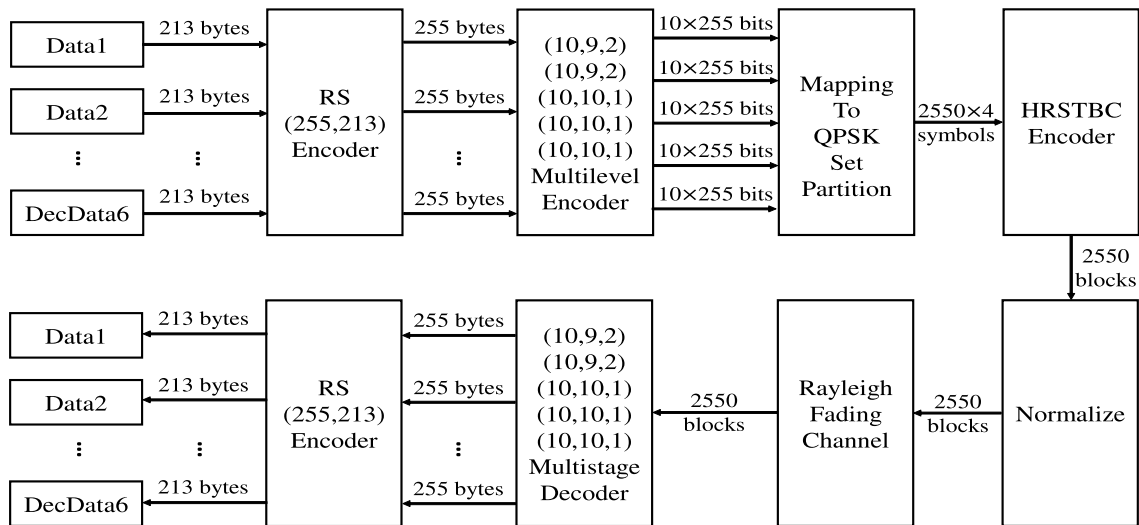 Data1
213 bytes
Data2
213 bytes
...
...
DecData6
213 bytes
RS
(255,213)
Encoder
255 bytes
255 bytes
...
255 bytes
(10,9,2)
(10,9,2)
(10,10,1)
(10,10,1)
(10,10,1)
Multilevel
Encoder
10×255 bits
10×255 bits
10×255 bits
10×255 bits
10×255 bits
Mapping
To
QPSK
Set
Partition
2550×4
symbols
HRSTBC
Encoder
2550
blocks
Normalize
2550
blocks
Rayleigh
Fading
Channel
2550
blocks
(10,9,2)
(10,9,2)
(10,10,1)
(10,10,1)
(10,10,1)
Multistage
Decoder
255 bytes
255 bytes
...
255 bytes
RS
(255,213)
Encoder
213 bytes
213 bytes
...
213 bytes
Data1
Data2
...
DecData6